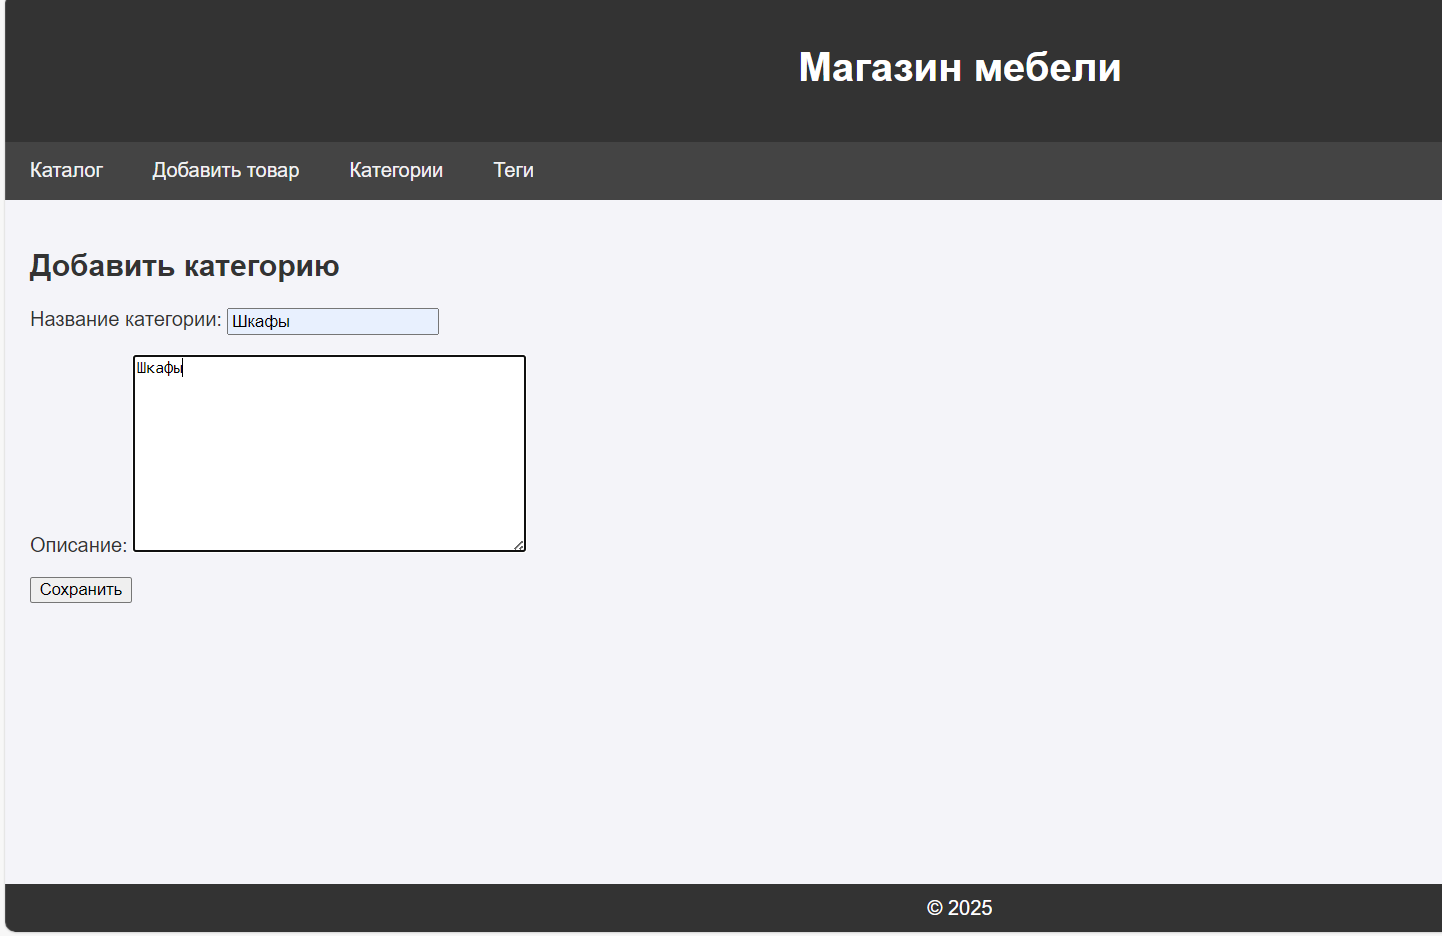 Магазин мебели
Каталог Добавить товар Категории Теги
Добавить категорию
Название категории: Шкафы
Шкафы
Описание:
Сохранить
© 2025